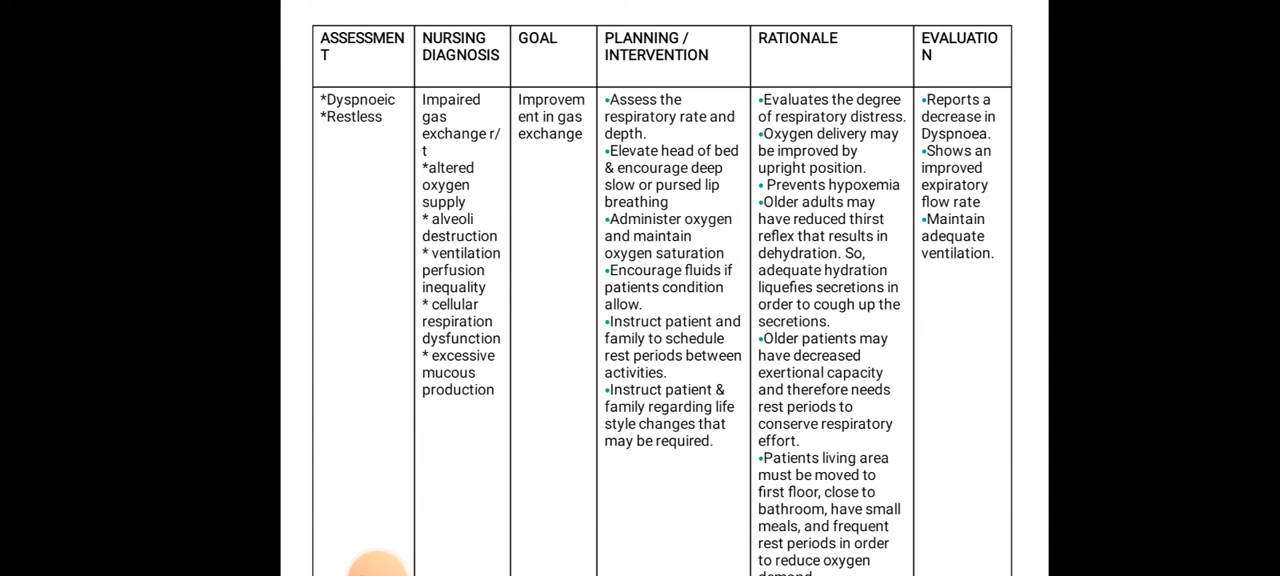 ASSESSMEN
T
NURSING
DIAGNOSIS
GOAL
PLANNING /
INTERVENTION
RATIONALE
EVALUATIO
N
*Dyspnoeic
*Restless
Impaired
gas
exchange r/
t
*altered
oxygen
supply
* alveoli
destruction
* ventilation
perfusion
inequality
* cellular
respiration
dysfunction
* excessive
mucous
production
Improvem
ent in gas
exchange
•Assess the
respiratory rate and
depth.
•Elevate head of bed
& encourage deep
slow or pursed lip
breathing
•Administer oxygen
and maintain
oxygen saturation
•Encourage fluids if
patients condition
allow.
•Instruct patient and
family to schedule
rest periods between
activities.
•Instruct patient &
family regarding life
style changes that
may be required.
•Evaluates the degree
of respiratory distress.
•Oxygen delivery may
be improved by
upright position.
• Prevents hypoxemia
•Older adults may
have reduced thirst
reflex that results in
dehydration. So,
adequate hydration
liquefies secretions in
order to cough up the
secretions.
•Older patients may
have decreased
exertional capacity
and therefore needs
rest periods to
conserve respiratory
effort.
•Patients living area
must be moved to
first floor, close to
bathroom, have small
meals, and frequent
rest periods in order
to reduce oxygen
•Reports a
decrease in
Dyspnoea.
•Shows an
improved
expiratory
flow rate
•Maintain
adequate
ventilation.